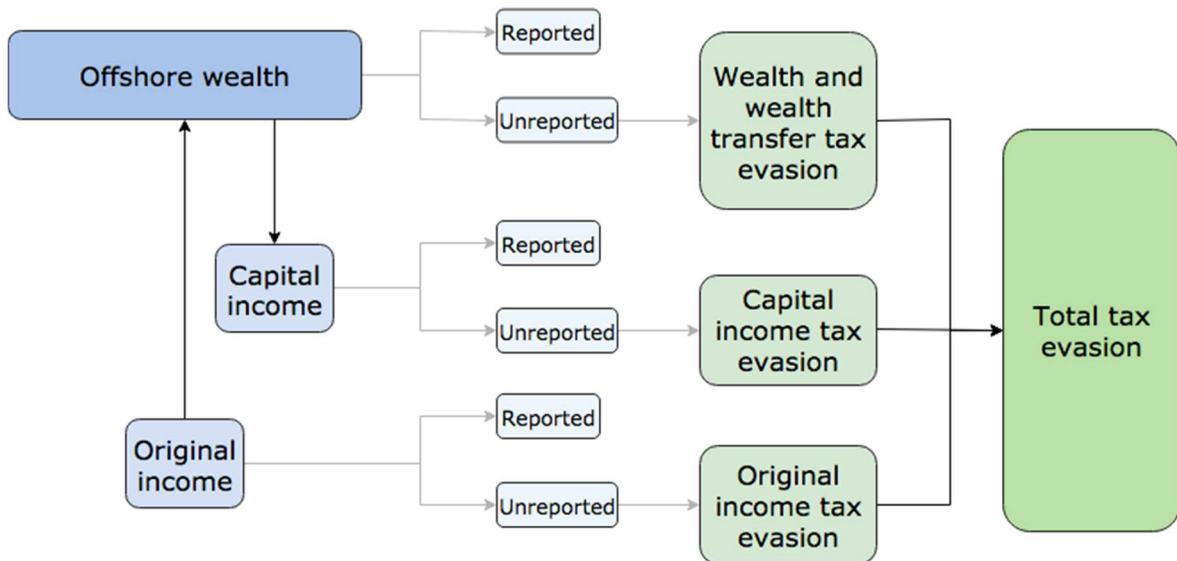 Offshore wealth
Reported
Unreported
Wealth and
wealth
transfer tax
evasion
Capital
income
Reported
Unreported
Capital
income tax
evasion
Original
income
Reported
Unreported
Original
income tax
evasion
Total tax
evasion